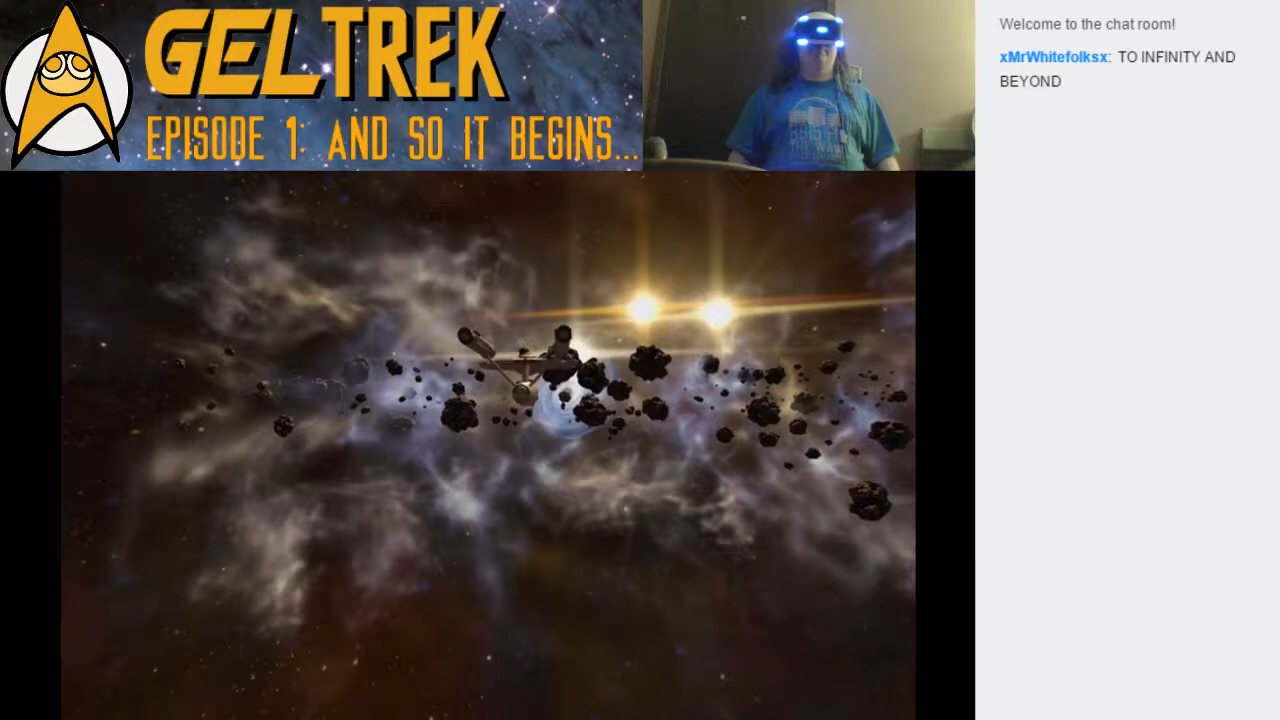 GELTREK
EPISODE 1: AND SO IT BEGINS...
Welcome to the chat room!
xMrWhitefolksx: TO INFINITY AND
BEYOND